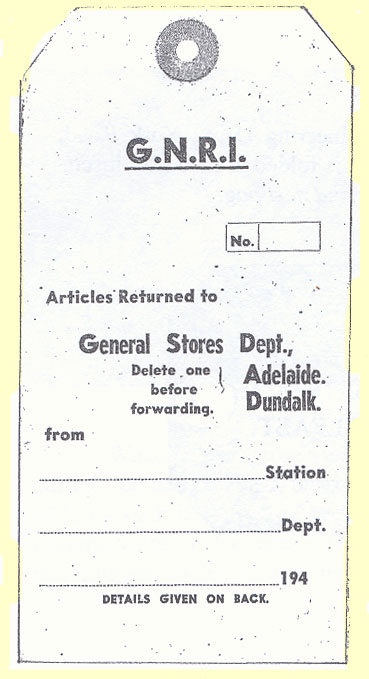 G.N.R.I.
No.
Articles Returned to
General Stores Dept.,
Delete one before forwarding. { Adelaide. Dundalk.
from
Station
Dept.
194
DETAILS GIVEN ON BACK.